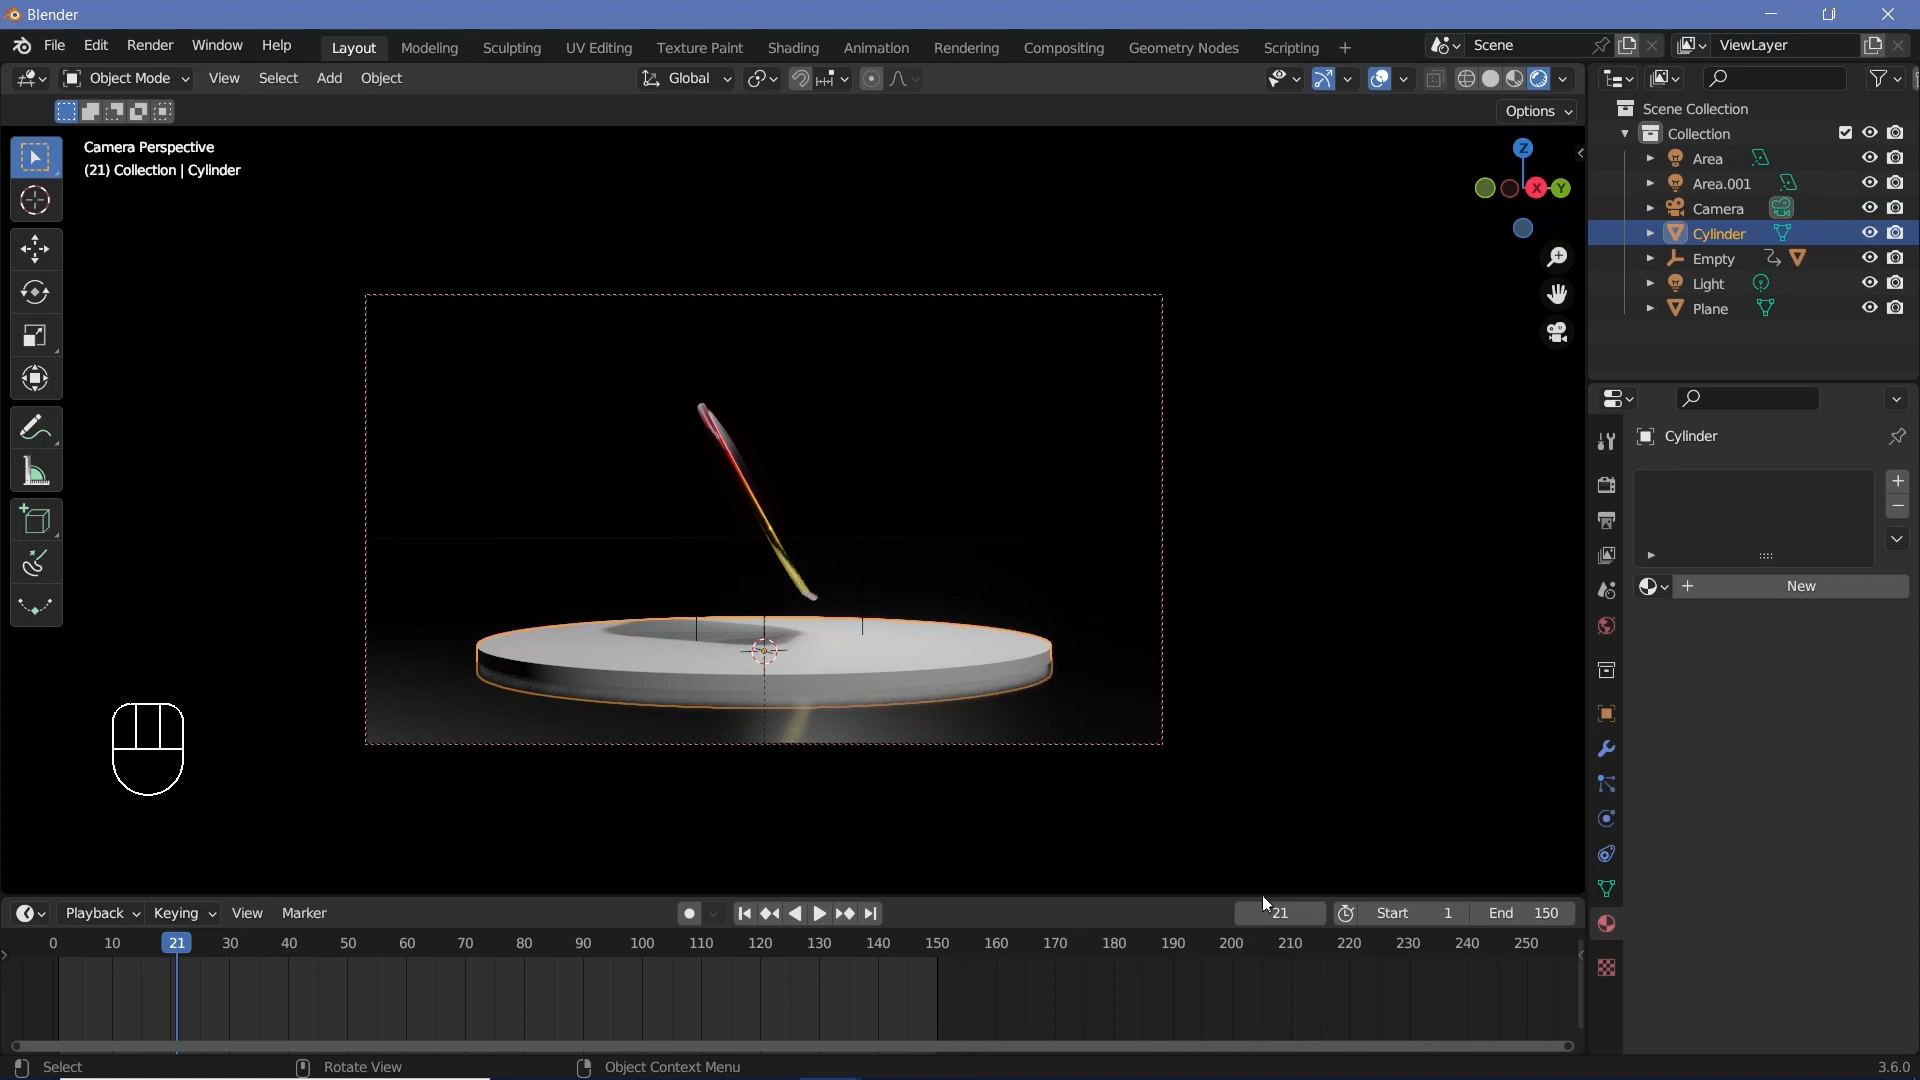 Blender
File Edit Render Window Help Layout Modeling Sculpting UV Editing Texture Paint Shading Animation Rendering Compositing Geometry Nodes Scripting + Scene ViewLayer
Object Mode View Select Add Object Global
Options
Camera Perspective
(21) Collection | Cylinder
Z
X Y
Scene Collection
Collection
Area
Area.001
Camera
Cylinder
Empty
Light
Plane
Cylinder
New
Playback Keying View Marker 21 Start 1 End 150
0 10 21 30 40 50 60 70 80 90 100 110 120 130 140 150 160 170 180 190 200 210 220 230 240 250
Select Rotate View Object Context Menu 3.6.0